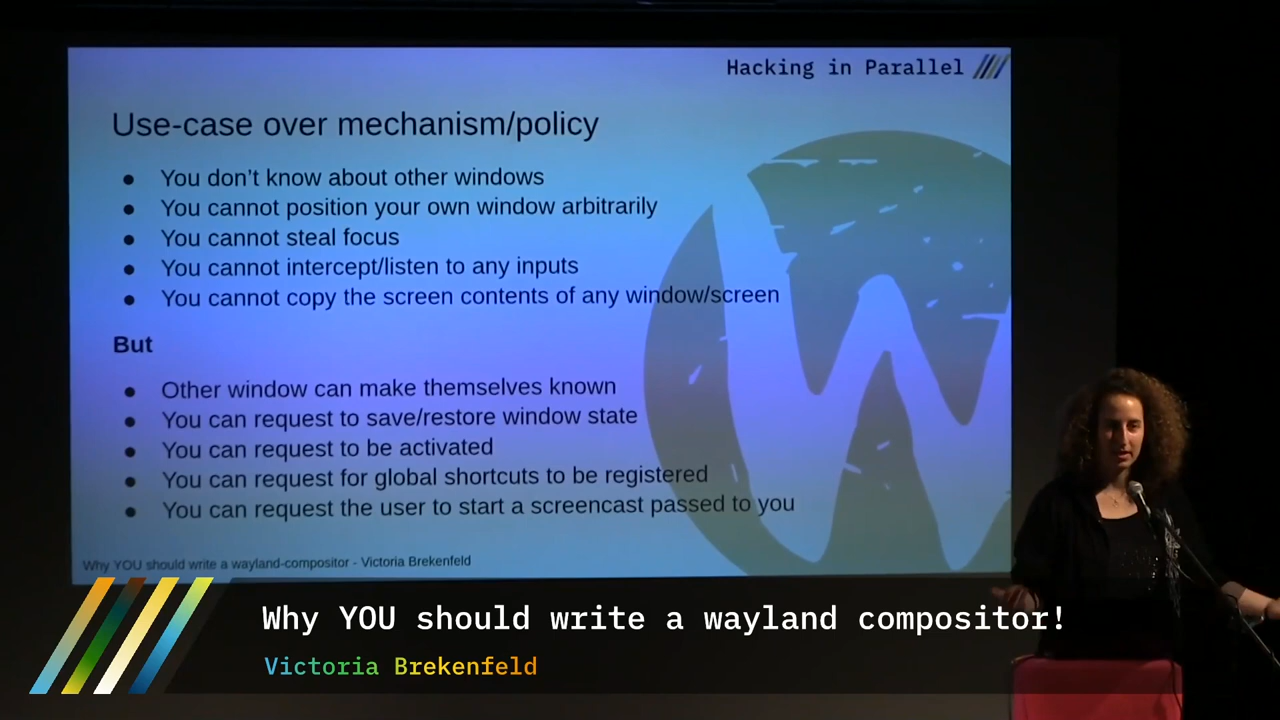 Hacking in Parallel
Use-case over mechanism/policy
● You don't know about other windows
● You cannot position your own window arbitrarily
● You cannot steal focus
● You cannot intercept/listen to any inputs
● You cannot copy the screen contents of any window/screen
But
● Other window can make themselves known
● You can request to save/restore window state
● You can request to be activated
● You can request for global shortcuts to be registered
● You can request the user to start a screencast passed to you
Why YOU should write a wayland-compositor - Victoria Brekenfeld
Why YOU should write a wayland compositor!
Victoria Brekenfeld